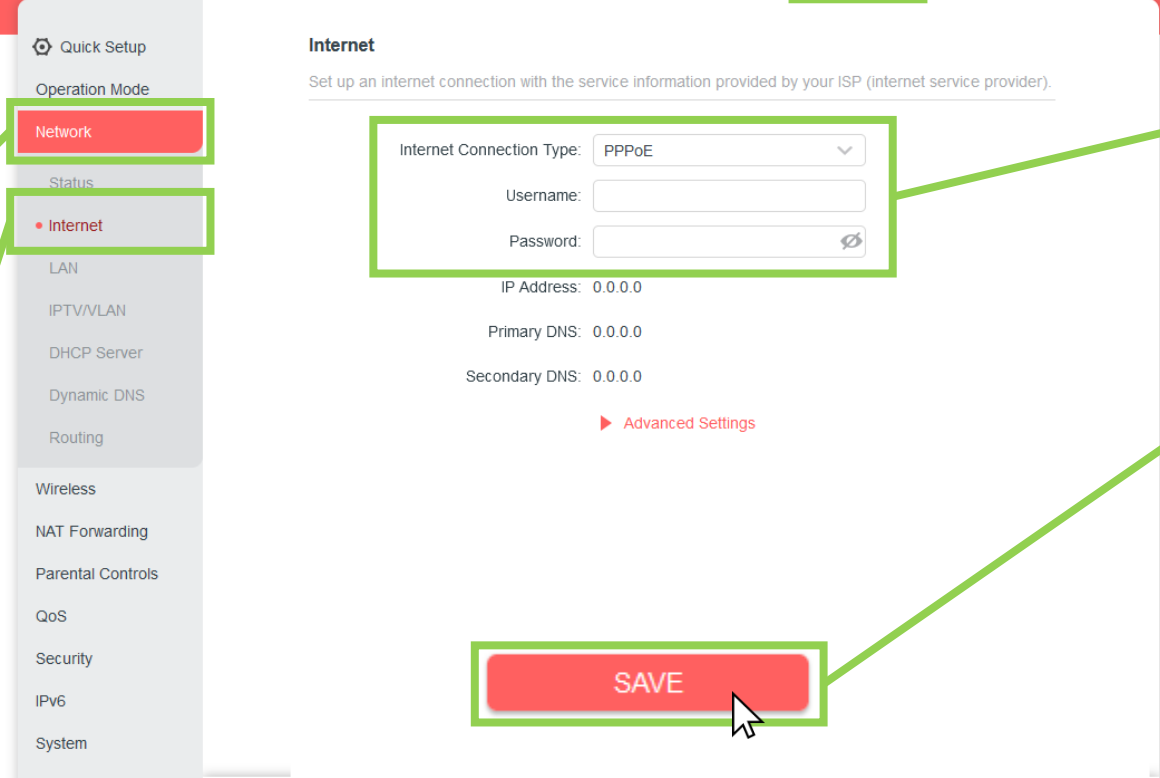 Quick Setup
Operation Mode
Network
Status
Internet
LAN
IPTV/VLAN
DHCP Server
Dynamic DNS
Routing
Wireless
NAT Forwarding
Parental Controls
QoS
Security
IPv6
System
Internet
Set up an internet connection with the service information provided by your ISP (internet service provider).
Internet Connection Type: PPPoE
Username:
Password:
IP Address: 0.0.0.0
Primary DNS: 0.0.0.0
Secondary DNS: 0.0.0.0
Advanced Settings
SAVE